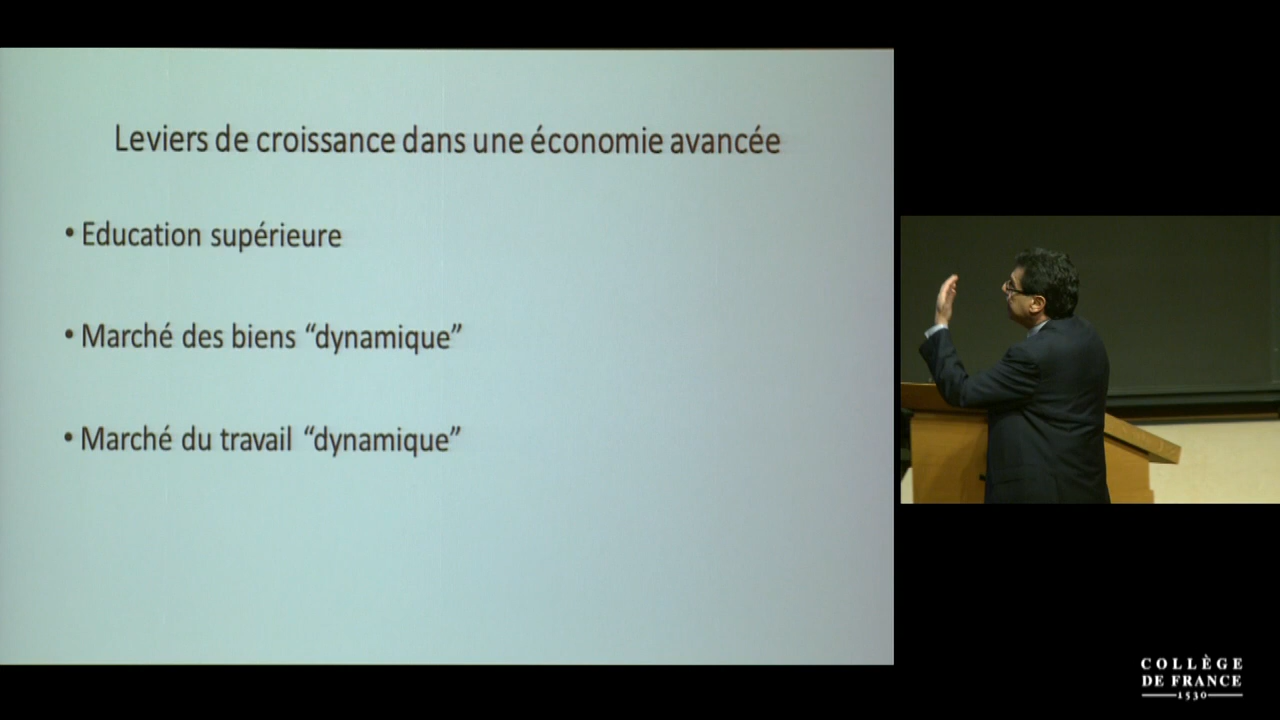 Leviers de croissance dans une économie avancée
• Education supérieure
• Marché des biens “dynamique”
• Marché du travail “dynamique”
COLLÈGE
DE FRANCE
1530